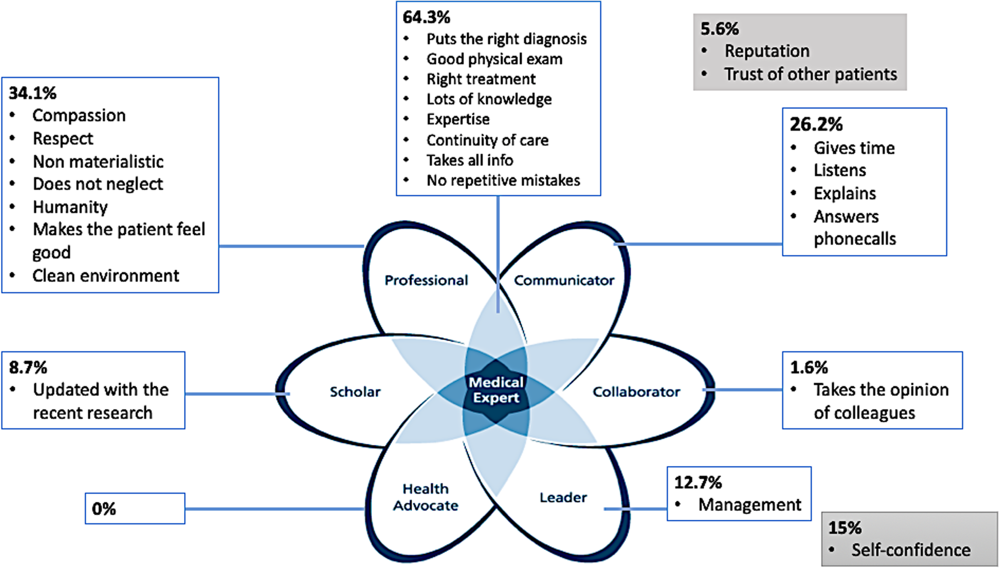 64.3%
• Puts the right diagnosis
• Good physical exam
• Right treatment
• Lots of knowledge
• Expertise
• Continuity of care
• Takes all info
• No repetitive mistakes
5.6%
• Reputation
• Trust of other patients
34.1%
• Compassion
• Respect
• Non materialistic
• Does not neglect
• Humanity
• Makes the patient feel
good
• Clean environment
26.2%
• Gives time
• Listens
• Explains
• Answers
phonecalls
Professional
Communicator
8.7%
• Updated with the
recent research
Scholar
Medical
Expert
Collaborator
1.6%
• Takes the opinion
of colleagues
0%
Health
Advocate
Leader
12.7%
• Management
15%
• Self-confidence